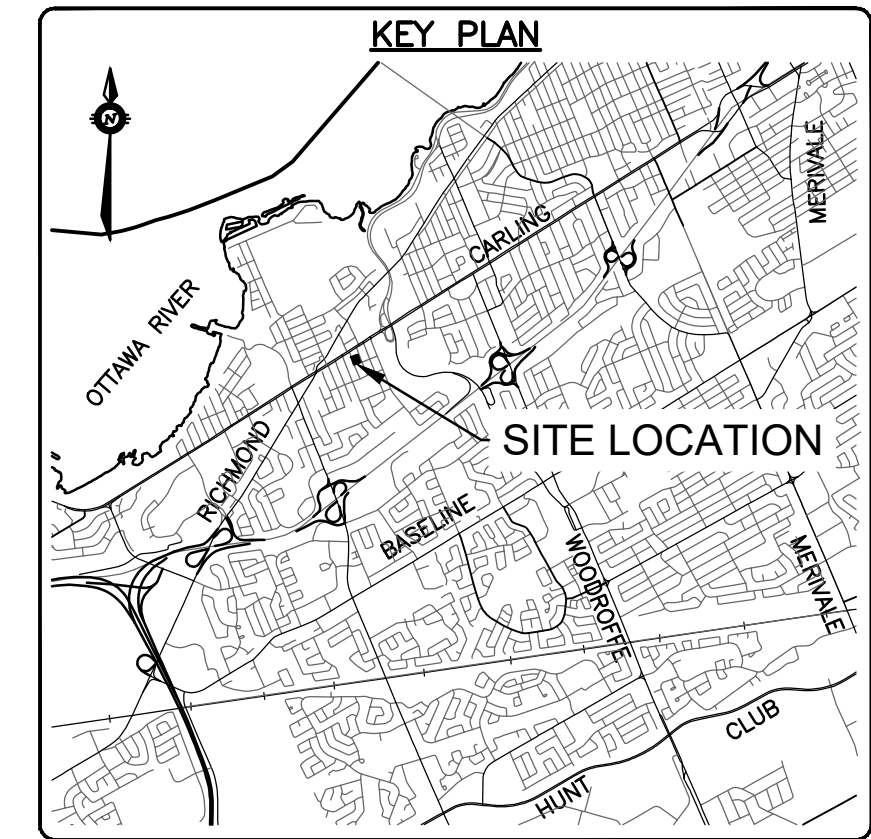 KEY PLAN
N
MERIVALE
CARLING
OTTAWA RIVER
SITE LOCATION
RICHMOND
BASELINE
WOODROFFE
MERIVALE
CLUB
HUNT